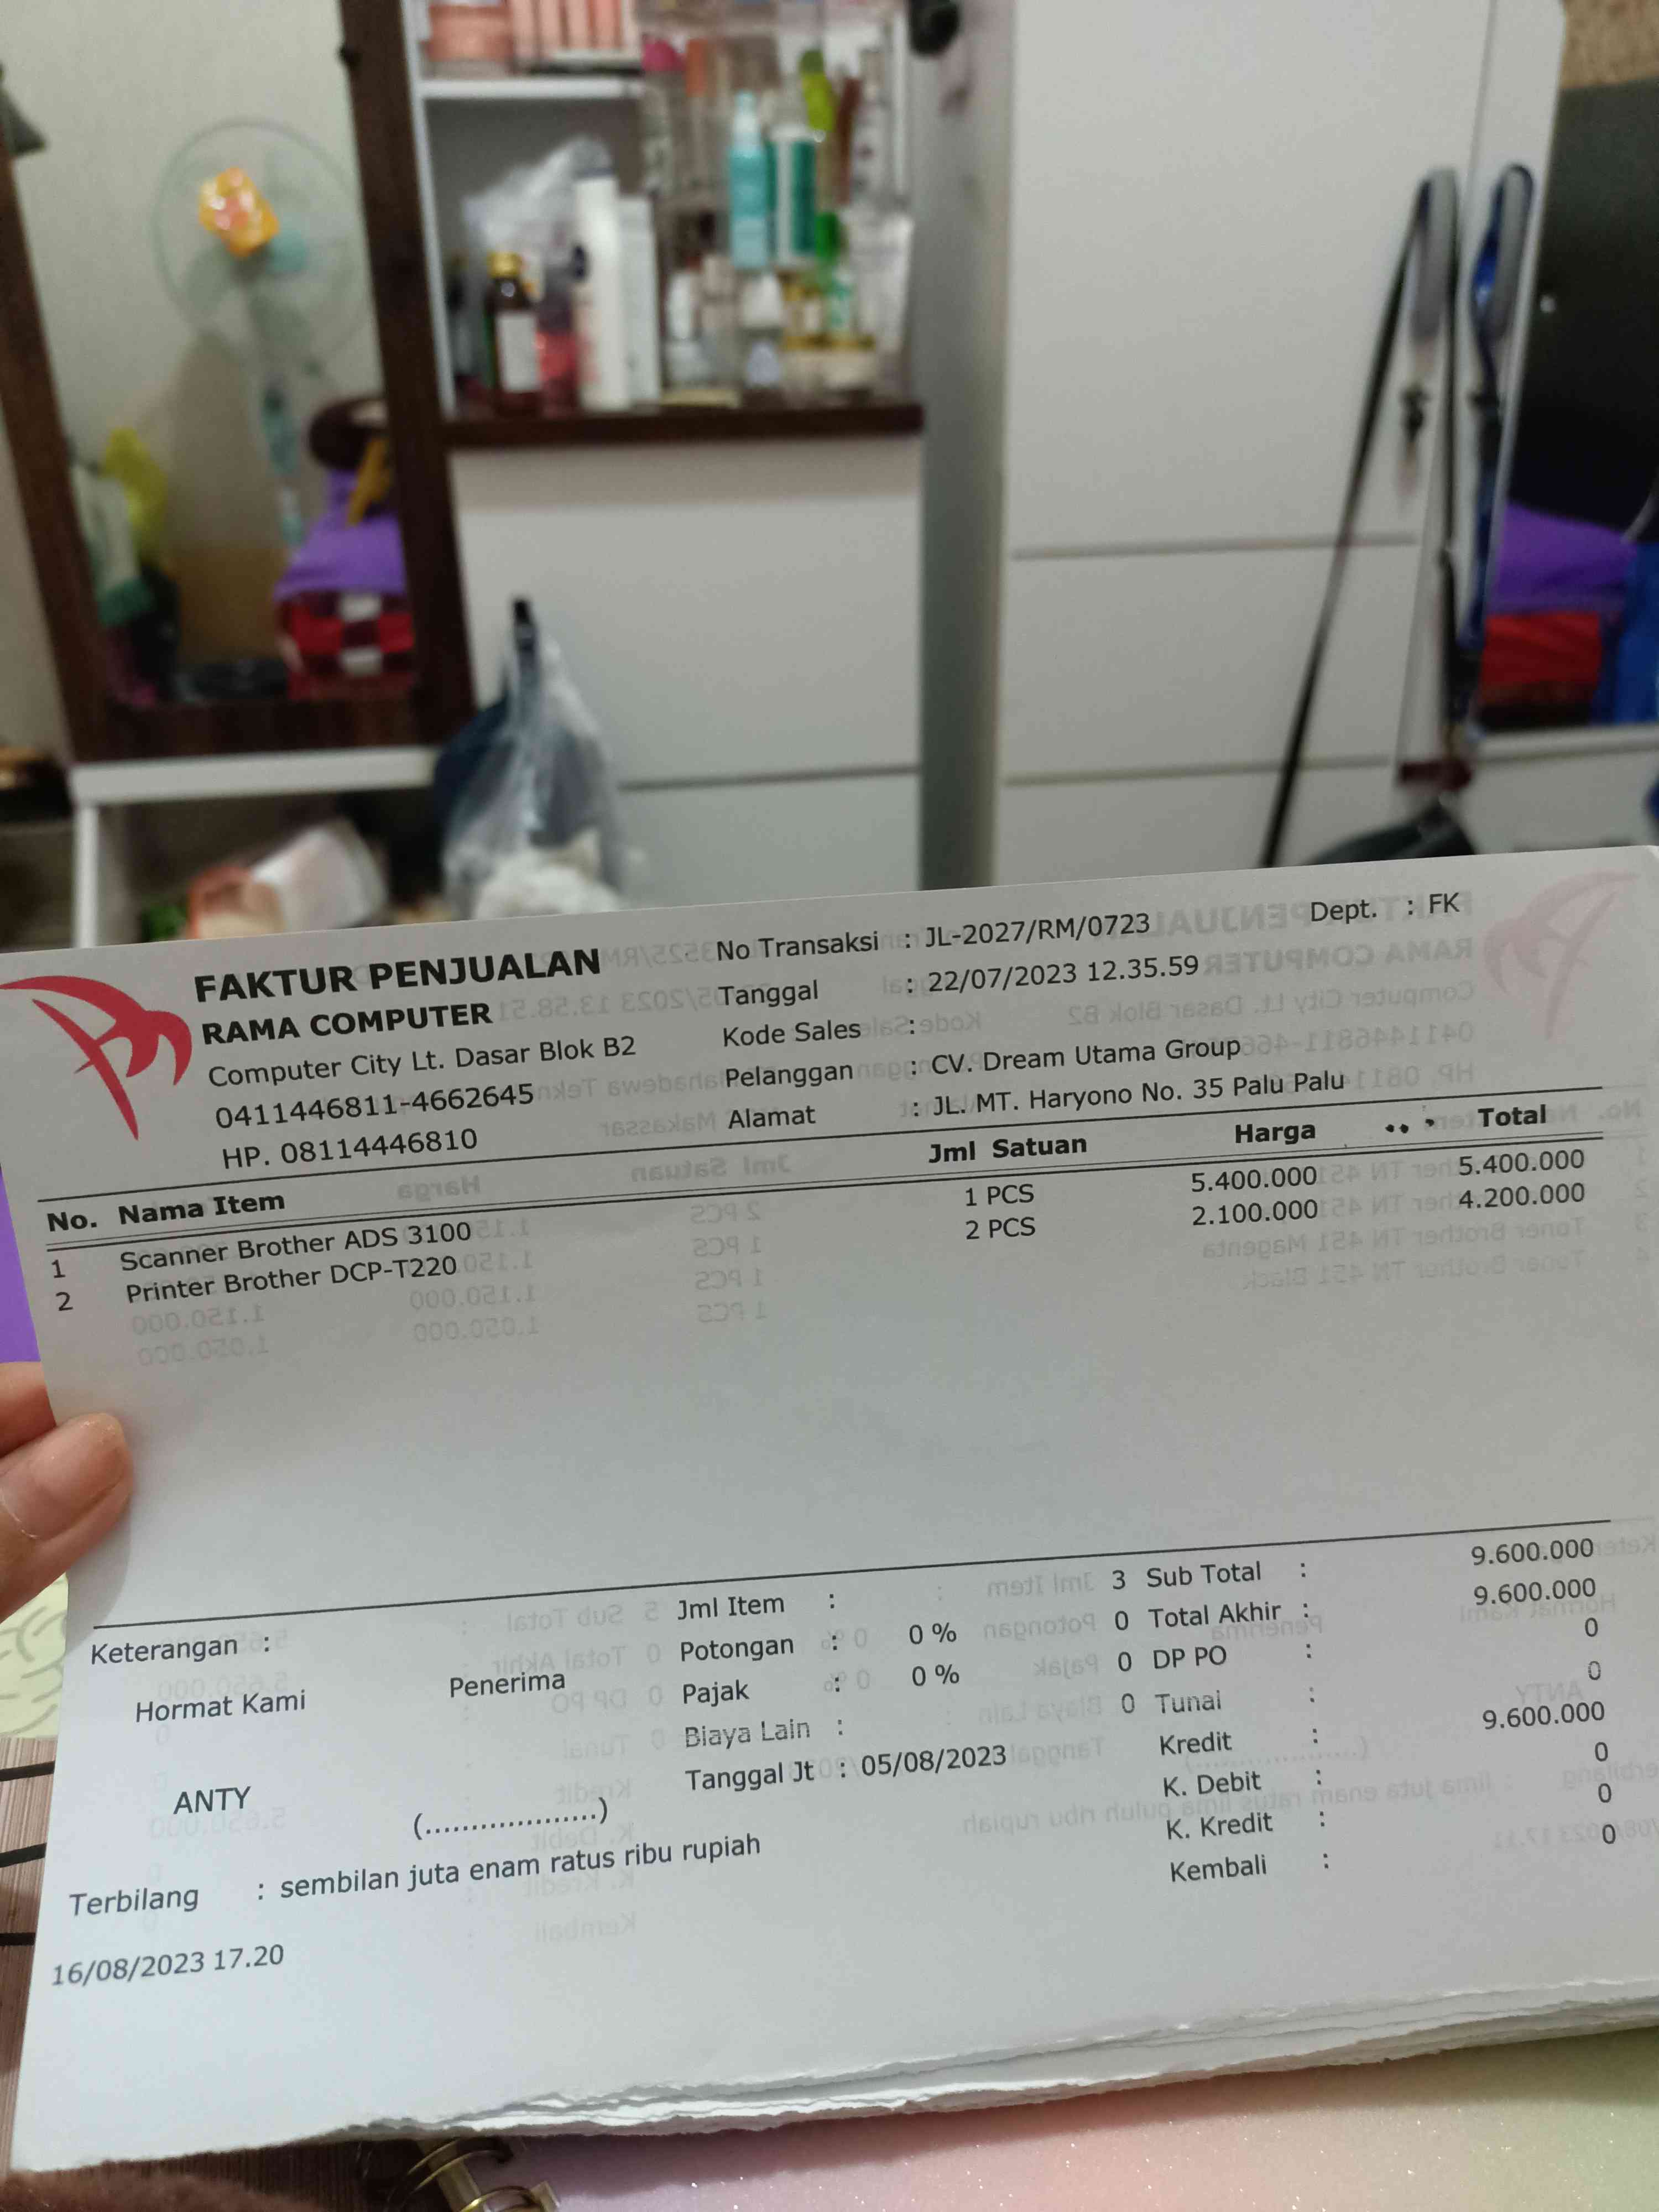 FAKTUR PENJUALAN
RAMA COMPUTER
Computer City Lt. Dasar Blok B2
0411446811-4662645
HP. 08114446810
No Transaksi : JL-2027/RM/0723
Dept. : FK
Tanggal : 22/07/2023 12.35.59
Kode Sales :
Pelanggan : CV. Dream Utama Group
Alamat : JL. MT. Haryono No. 35 Palu Palu
No. Nama Item Jml Satuan Harga Total
1 Scanner Brother ADS 3100 1 PCS 5.400.000 5.400.000
2 Printer Brother DCP-T220 2 PCS 2.100.000 4.200.000
Keterangan :
Hormat Kami
Penerima
ANTY
(....................)
Jml Item : 3
Potongan : 0 % 0
Pajak : 0 % 0
Biaya Lain : 0
Tanggal Jt : 05/08/2023
Sub Total : 9.600.000
Total Akhir : 9.600.000
DP PO : 0
Tunai : 0
Kredit : 9.600.000
K. Debit : 0
K. Kredit : 0
Kembali : 0
Terbilang : sembilan juta enam ratus ribu rupiah
16/08/2023 17.20